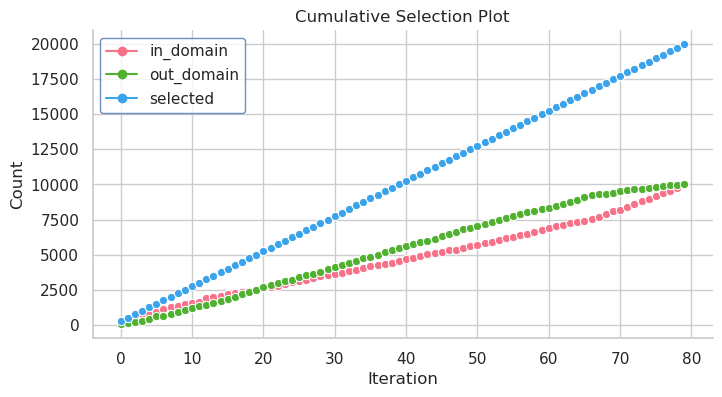 Cumulative Selection Plot
in_domain
out_domain
selected
20000
17500
15000
12500
10000
7500
5000
2500
0
Count
0 10 20 30 40 50 60 70 80
Iteration